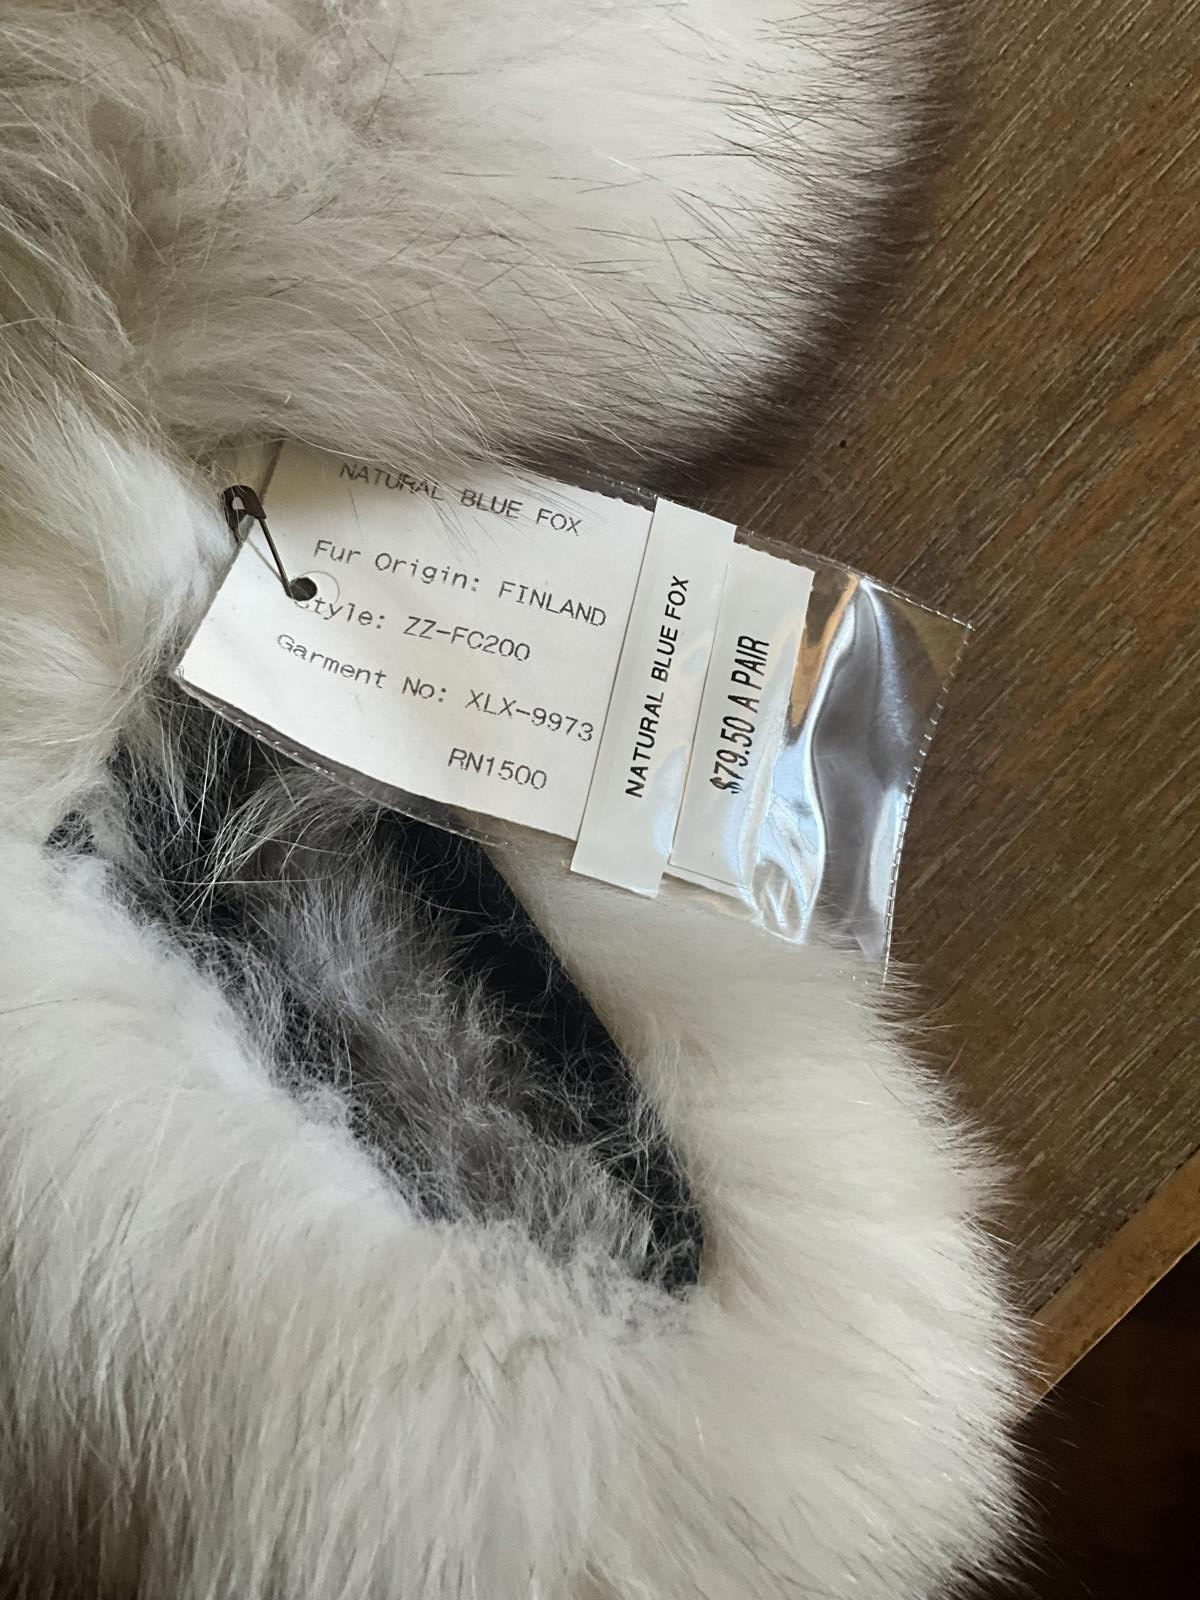 NATURAL BLUE FOX
Fur Origin: FINLAND
Style: ZZ-FC200
Garment No: XLX-9973
RN1500
NATURAL BLUE FOX
$79.50 A PAIR